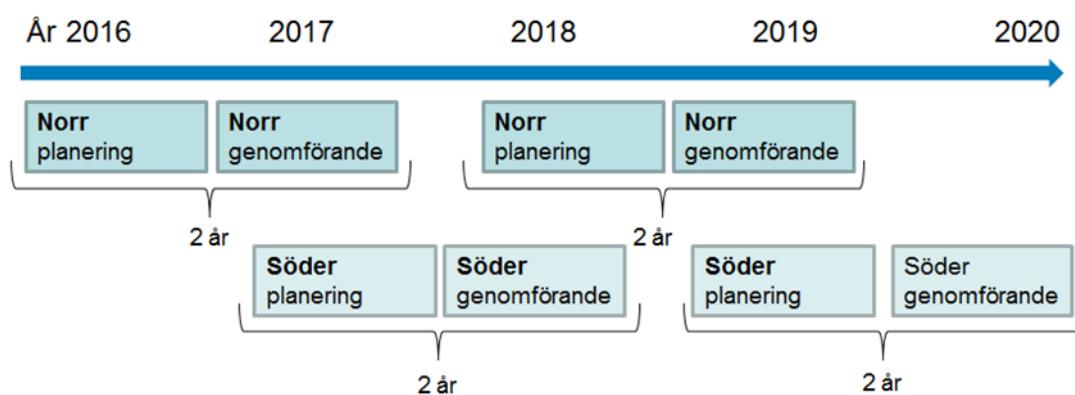 År 2016 2017 2018 2019 2020
Norr
planering
Norr
genomförande
Norr
planering
Norr
genomförande
2 år
2 år
Söder
planering
Söder
genomförande
Söder
planering
Söder
genomförande
2 år
2 år